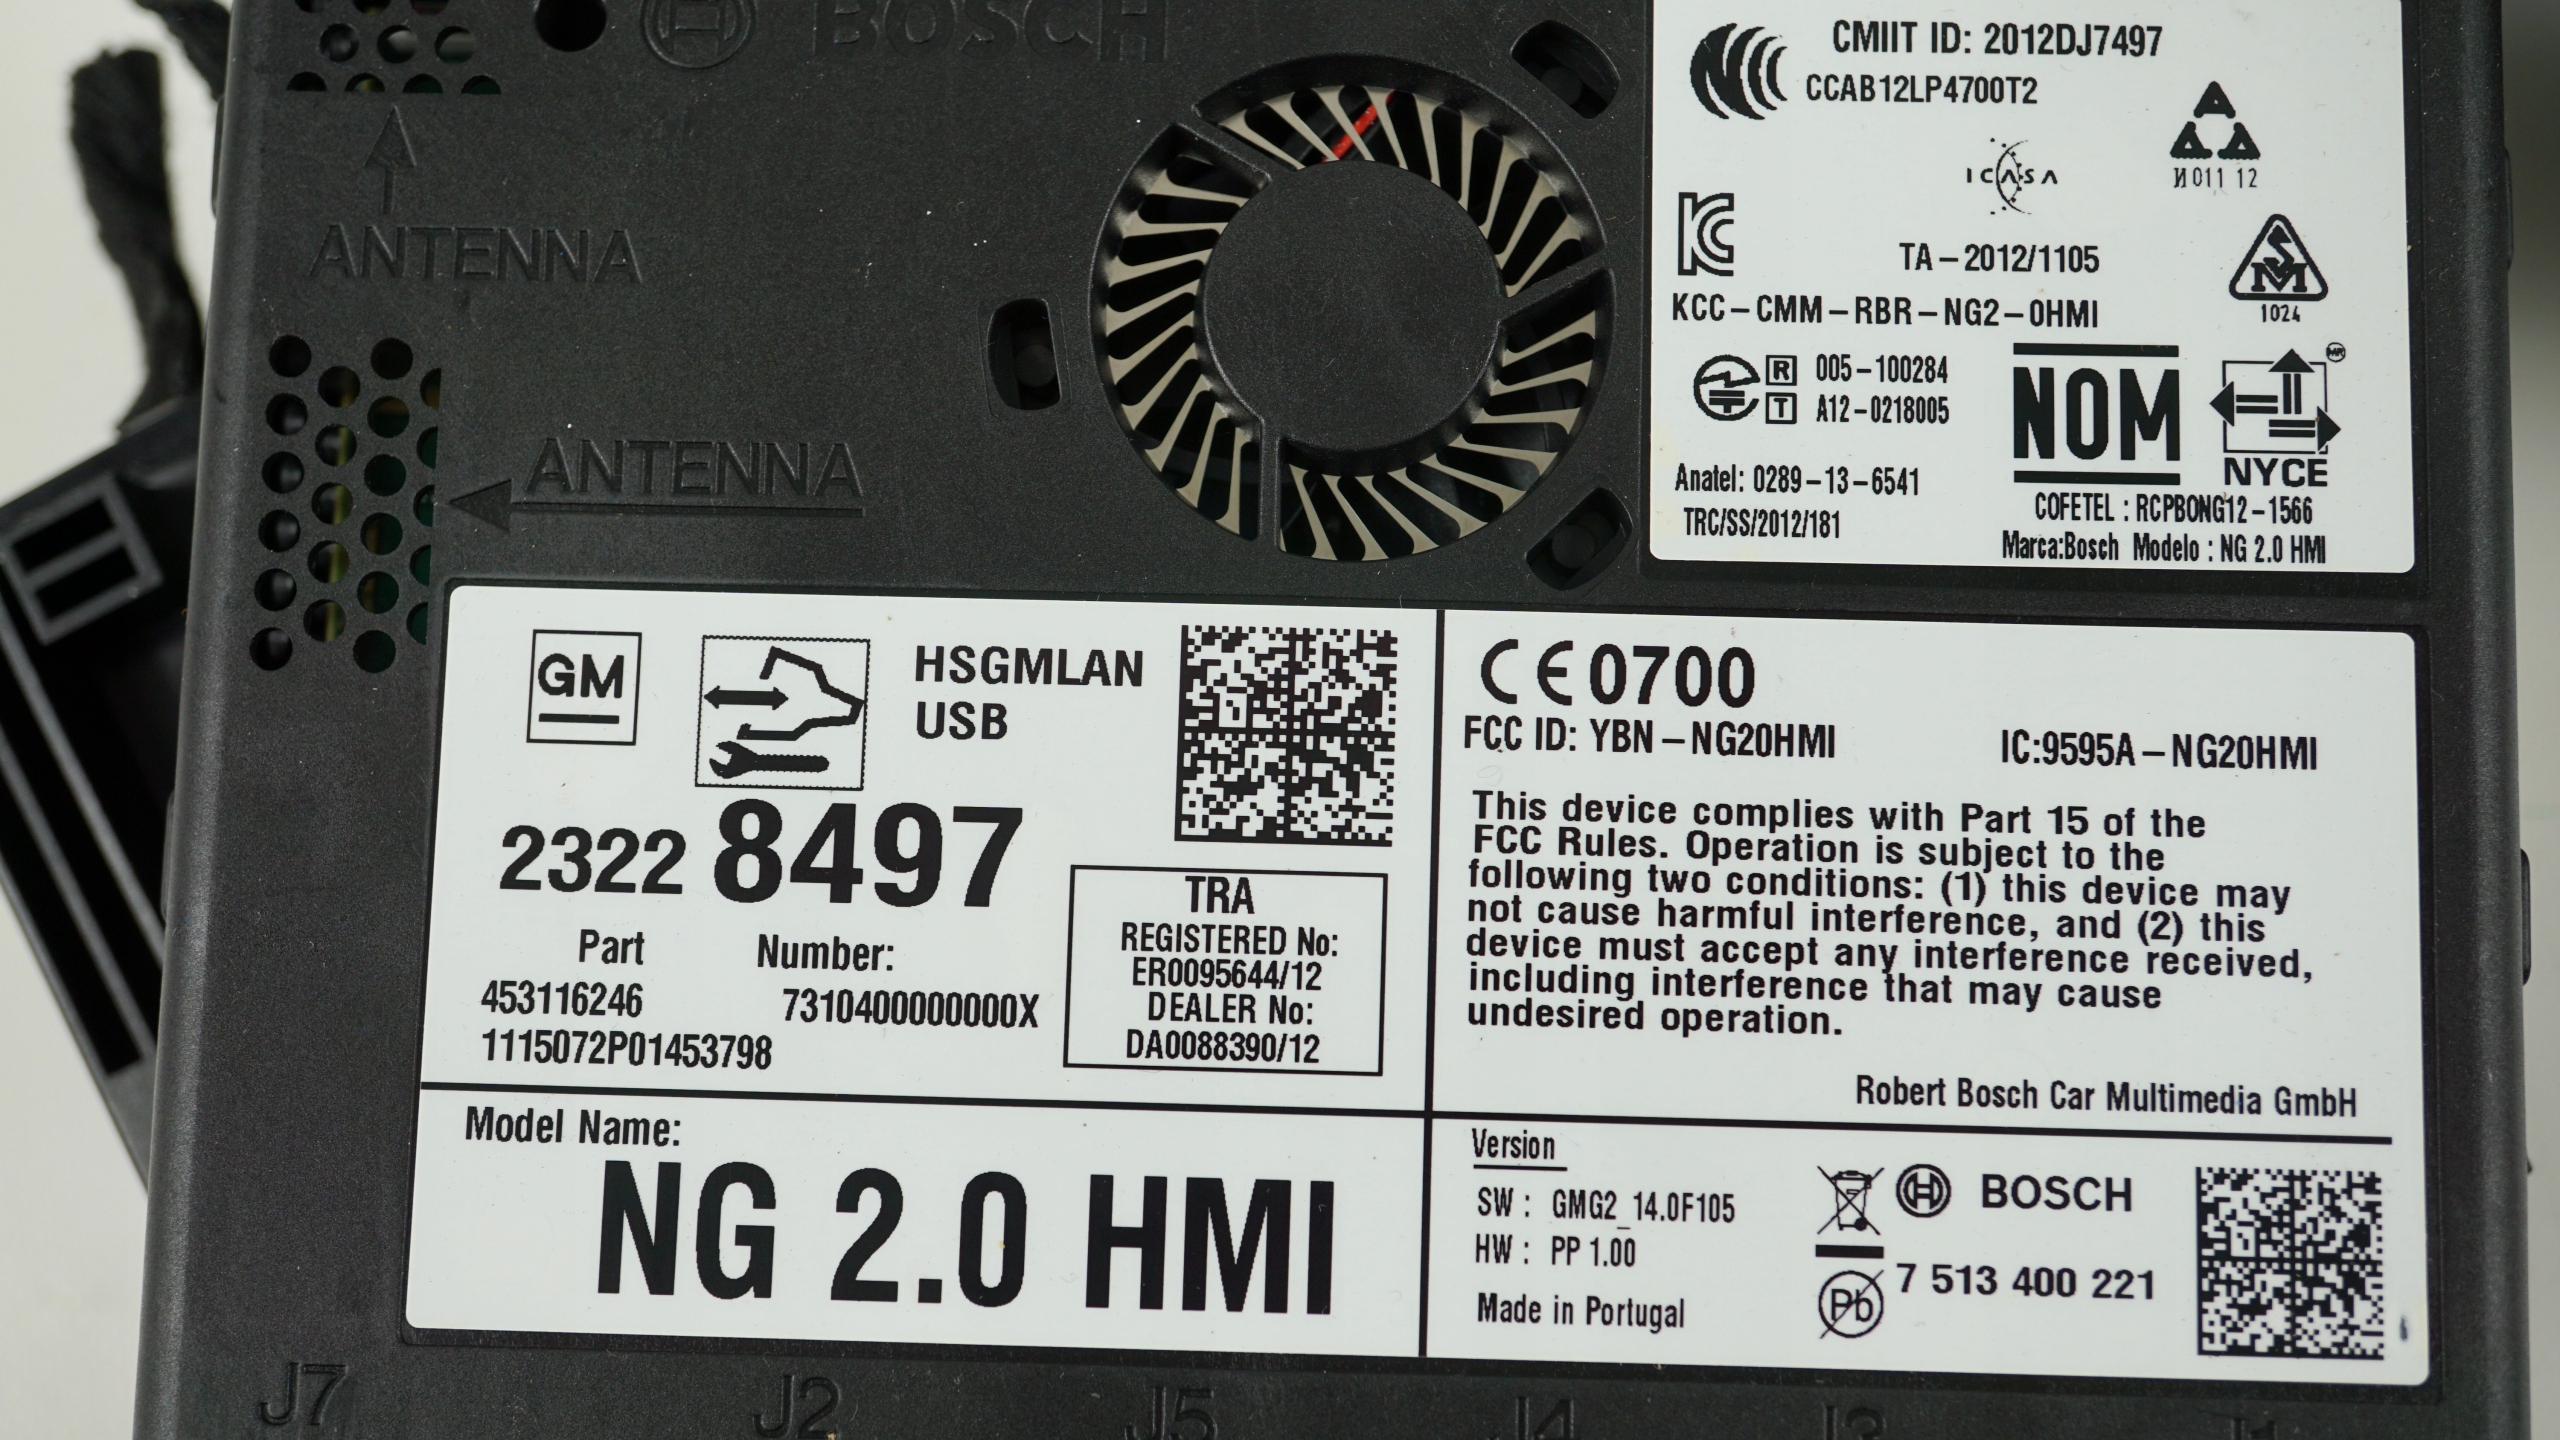 BOSCH
ANTENNA
ANTENNA
CMIIT ID: 2012DJ7497
CCAB12LP4700T2
И011 12
ICASA
TA-2012/1105
KCC-CMM-RBR-NG2-0HMI
SM
1024
R 005-100284
T A12-0218005
NOM
MR
NYCE
Anatel: 0289-13-6541
TRC/SS/2012/181
COFETEL : RCPBONG12-1566
Marca:Bosch Modelo : NG 2.0 HMI
GM
HSGMLAN
USB
2322 8497
Part Number:
453116246 7310400000000X
1115072P01453798
TRA
REGISTERED No:
ER0095644/12
DEALER No:
DA0088390/12
Model Name:
NG 2.0 HMI
CE0700
FCC ID: YBN-NG20HMI IC:9595A-NG20HMI
This device complies with Part 15 of the
FCC Rules. Operation is subject to the
following two conditions: (1) this device may
not cause harmful interference, and (2) this
device must accept any interference received,
including interference that may cause
undesired operation.
Robert Bosch Car Multimedia GmbH
Version
SW : GMG2_14.0F105
HW : PP 1.00
Made in Portugal
BOSCH
Pb
7 513 400 221
J7 J2 J5 J4 J3 J1